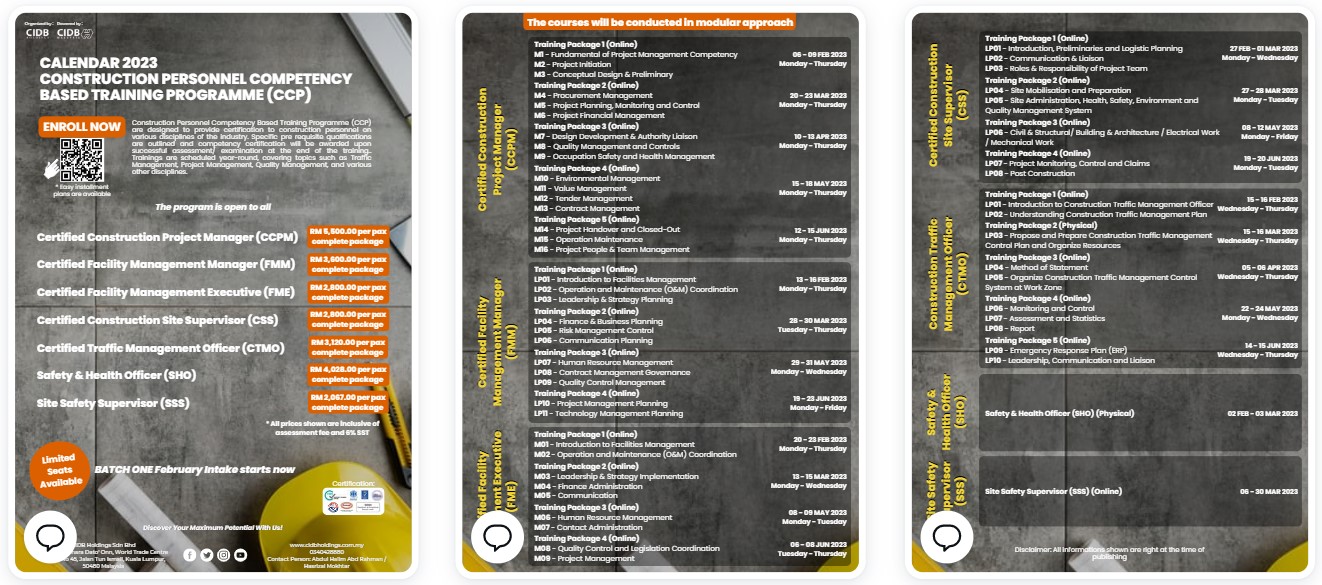 Organised by : Powered by :
CIDB CIDB
CALENDAR 2023
CONSTRUCTION PERSONNEL COMPETENCY
BASED TRAINING PROGRAMME (CCP)
ENROLL NOW
* Easy installment
plans are available
Construction Personnel Competency Based Training Programme (CCP)
are designed to provide certification to construction personnel on
various disciplines of the industry. Specific pre requisite qualifications
are outlined and competency certification will be awarded upon
successful assessment/ examination at the end of the training.
Trainings are scheduled year-round, covering topics such as Traffic
Management, Project Management, Quality Management, and various
other disciplines.
The program is open to all
Certified Construction Project Manager (CCPM) RM 5,500.00 per pax
complete package
Certified Facility Management Manager (FMM) RM 3,600.00 per pax
complete package
Certified Facility Management Executive (FME) RM 2,800.00 per pax
complete package
Certified Construction Site Supervisor (CSS) RM 2,800.00 per pax
complete package
Certified Traffic Management Officer (CTMO) RM 3,120.00 per pax
complete package
Safety & Health Officer (SHO) RM 4,028.00 per pax
complete package
Site Safety Supervisor (SSS) RM 2,067.00 per pax
complete package
* All prices shown are inclusive of
assessment fee and 6% SST
Limited
Seats
Available
BATCH ONE February Intake starts now
Certification:
Discover Your Maximum Potential With Us!
CIDB Holdings Sdn Bhd
Dato' Onn, World Trade Centre
45, Jalan Tun Ismail, Kuala Lumpur,
50480 Malaysia
www.cidbholdings.com.my
0340428880
Contact Person: Abdul Halim Abd Rahman /
Hasrizal Mokhtar
The courses will be conducted in modular approach
Certified Construction
Project Manager
(CCPM)
Training Package 1 (Online)
M1 - Fundamental of Project Management Competency
M2 - Project Initiation
M3 - Conceptual Design & Preliminary
06 - 09 FEB 2023
Monday - Thursday
Training Package 2 (Online)
M4 - Procurement Management
M5 - Project Planning, Monitoring and Control
M6 - Project Financial Management
20 - 23 MAR 2023
Monday - Thursday
Training Package 3 (Online)
M7 - Design Development & Authority Liaison
M8 - Quality Management and Controls
M9 - Occupation Safety and Health Management
10 - 13 APR 2023
Monday - Thursday
Training Package 4 (Online)
M10 - Environmental Management
M11 - Value Management
M12 - Tender Management
M13 - Contract Management
15 - 18 MAY 2023
Monday - Thursday
Training Package 5 (Online)
M14 - Project Handover and Closed-Out
M15 - Operation Maintenance
M16 - Project People & Team Management
12 - 15 JUN 2023
Monday - Thursday
Certified Facility
Management Manager
(FMM)
Training Package 1 (Online)
LP01 - Introduction to Facilities Management
LP02 - Operation and Maintenance (O&M) Coordination
LP03 - Leadership & Strategy Planning
13 - 16 FEB 2023
Monday - Thursday
Training Package 2 (Online)
LP04 - Finance & Business Planning
LP05 - Risk Management Control
LP06 - Communication Planning
28 - 30 MAR 2023
Tuesday - Thursday
Training Package 3 (Online)
LP07 - Human Resource Management
LP08 - Contract Management Governance
LP09 - Quality Control Management
29 - 31 MAY 2023
Monday - Wednesday
Training Package 4 (Online)
LP10 - Project Management Planning
LP11 - Technology Management Planning
19 - 23 JUN 2023
Monday - Friday
ified Facility
ment Executive
(FME)
Training Package 1 (Online)
M01 - Introduction to Facilities Management
M02 - Operation and Maintenance (O&M) Coordination
20 - 23 FEB 2023
Monday - Thursday
Training Package 2 (Online)
M03 - Leadership & Strategy Implementation
M04 - Finance Administration
M05 - Communication
13 - 15 MAR 2023
Monday - Wednesday
Training Package 3 (Online)
M06 - Human Resource Management
M07 - Contact Administration
08 - 09 MAY 2023
Monday - Tuesday
Training Package 4 (Online)
M08 - Quality Control and Legislation Coordination
M09 - Project Management
06 - 08 JUN 2023
Tuesday - Thursday
Certified Construction
Site Supervisor
(CSS)
Training Package 1 (Online)
LP01 - Introduction, Preliminaries and Logistic Planning
LP02 - Communication & Liaison
LP03 - Roles & Responsibility of Project Team
27 FEB - 01 MAR 2023
Monday - Wednesday
Training Package 2 (Online)
LP04 - Site Mobilisation and Preparation
LP05 - Site Administration, Health, Safety, Environment and
Quality Management System
27 - 28 MAR 2023
Monday - Tuesday
Training Package 3 (Online)
LP06 - Civil & Structural/ Building & Architecture / Electrical Work
/ Mechanical Work
08 - 12 MAY 2023
Monday - Friday
Training Package 4 (Online)
LP07 - Project Monitoring, Control and Claims
LP08 - Post Construction
19 - 20 JUN 2023
Monday - Tuesday
Construction Traffic
Management Officer
(CTMO)
Training Package 1 (Online)
LP01 - Introduction to Construction Traffic Management Officer
LP02 - Understanding Construction Traffic Management Plan
15 - 16 FEB 2023
Wednesday - Thursday
Training Package 2 (Physical)
LP03 - Propose and Prepare Construction Traffic Management
Control Plan and Organize Resources
15 - 16 MAR 2023
Wednesday - Thursday
Training Package 3 (Online)
LP04 - Method of Statement
LP05 - Organize Construction Traffic Management Control
System at Work Zone
05 - 06 APR 2023
Wednesday - Thursday
Training Package 4 (Online)
LP06 - Monitoring and Control
LP07 - Assessment and Statistics
LP08 - Report
22 - 24 MAY 2023
Monday - Wednesday
Training Package 5 (Online)
LP09 - Emergency Response Plan (ERP)
LP10 - Leadership, Communication and Liaison
14 - 15 JUN 2023
Wednesday - Thursday
Safety &
Health Officer
(SHO)
Safety & Health Officer (SHO) (Physical)
02 FEB - 03 MAR 2023
Site Safety
pervisor
(SSS)
Site Safety Supervisor (SSS) (Online)
06 - 30 MAR 2023
Disclaimer: All informations shown are right at the time of
publishing